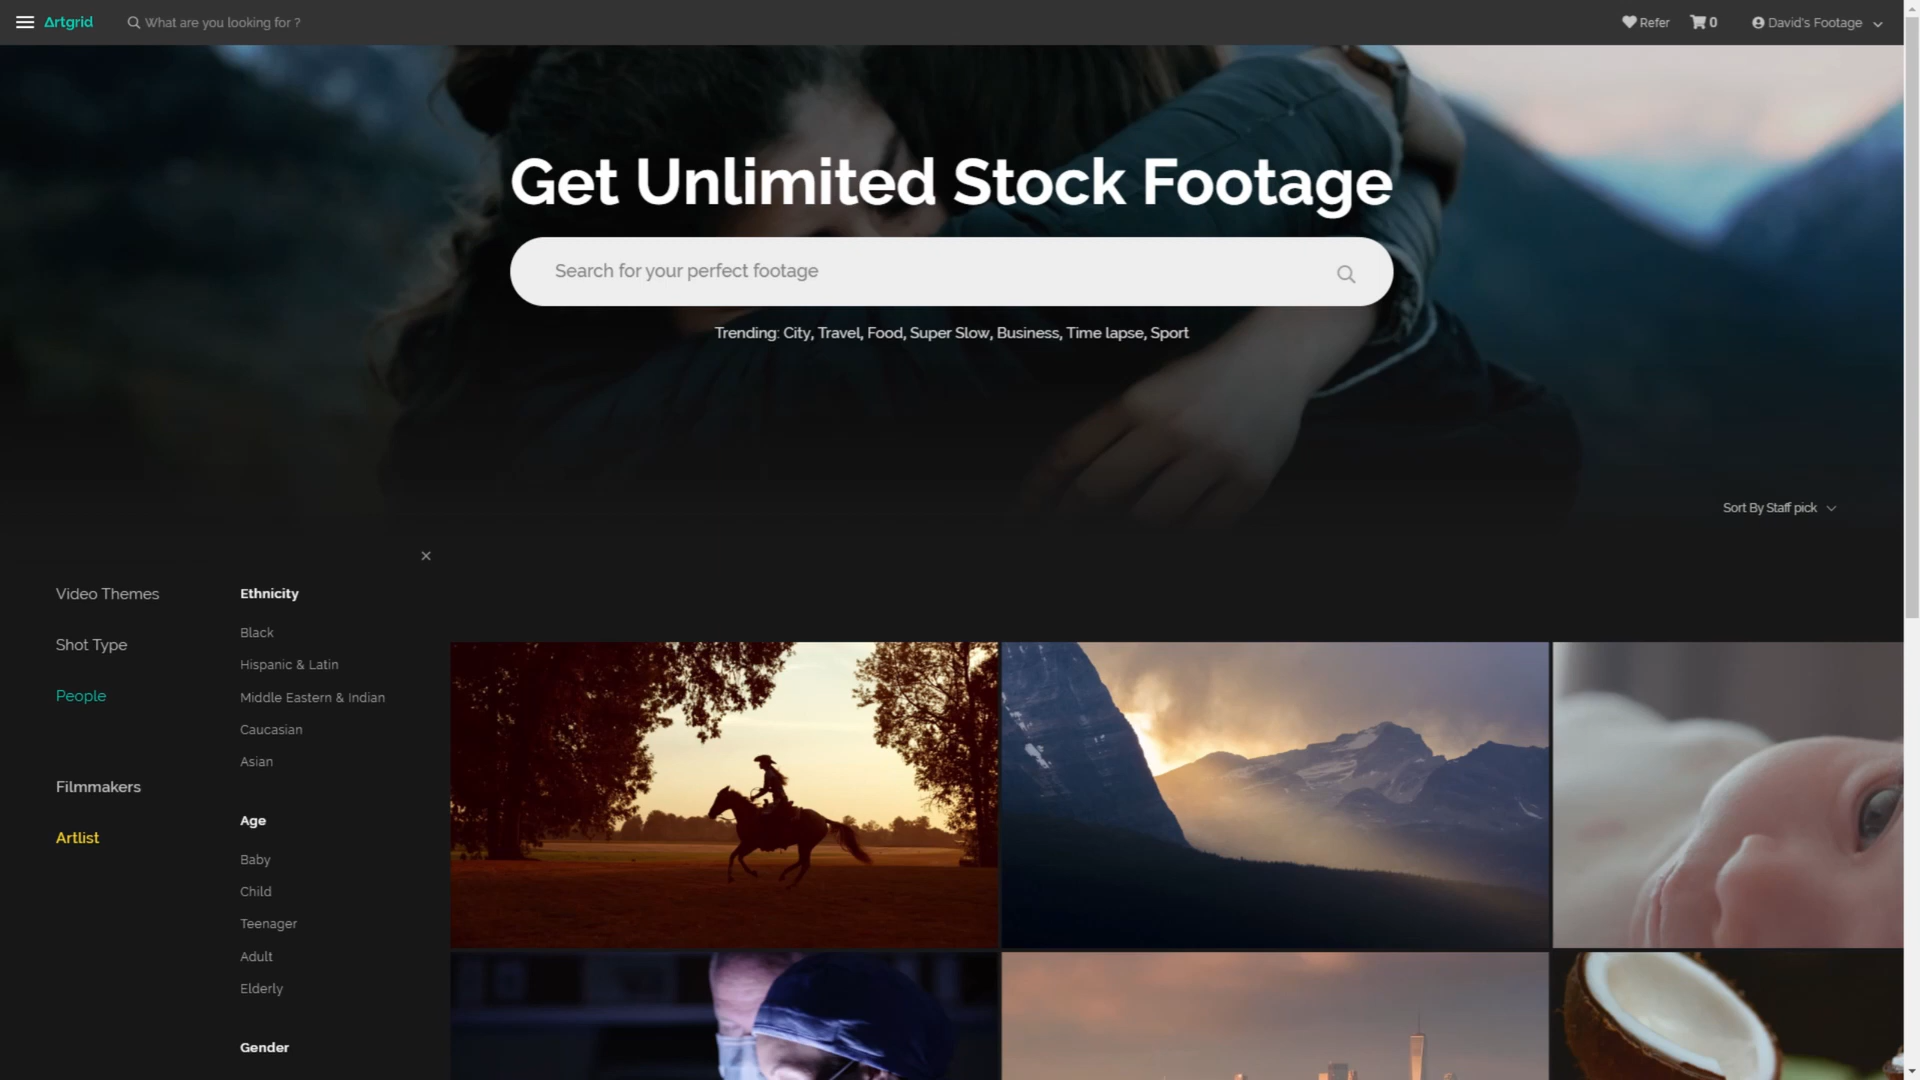 Artgrid
What are you looking for ?
Refer
0
David's Footage
Get Unlimited Stock Footage
Search for your perfect footage
Trending: City, Travel, Food, Super Slow, Business, Time lapse, Sport
Sort By Staff pick
Video Themes
Shot Type
People
Filmmakers
Artlist
Ethnicity
Black
Hispanic & Latin
Middle Eastern & Indian
Caucasian
Asian
Age
Baby
Child
Teenager
Adult
Elderly
Gender